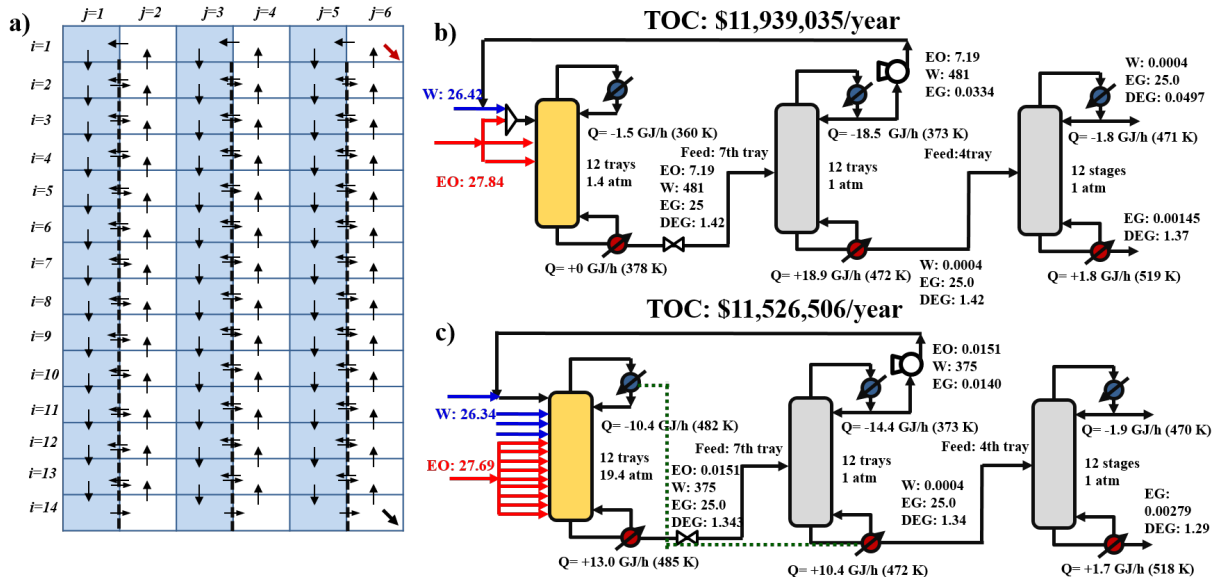 a)
j=1 j=2 j=3 j=4 j=5 j=6
i=1
i=2
i=3
i=4
i=5
i=6
i=7
i=8
i=9
i=10
i=11
i=12
i=13
i=14
b)
TOC: $11,939,035/year
W: 26.42
EO: 27.84
Q= -1.5 GJ/h (360 K)
12 trays
1.4 atm
Q= +0 GJ/h (378 K)
Feed: 7th tray
EO: 7.19
W: 481
EG: 25
DEG: 1.42
Q= -18.5 GJ/h (373 K)
12 trays
1 atm
Q= +18.9 GJ/h (472 K)
EO: 7.19
W: 481
EG: 0.0334
Feed:4tray
W: 0.0004
EG: 25.0
DEG: 1.42
W: 0.0004
EG: 25.0
DEG: 0.0497
Q= -1.8 GJ/h (471 K)
12 stages
1 atm
EG: 0.00145
DEG: 1.37
Q= +1.8 GJ/h (519 K)
c)
TOC: $11,526,506/year
W: 26.34
EO: 27.69
Q= -10.4 GJ/h (482 K)
12 trays
19.4 atm
Q= +13.0 GJ/h (485 K)
Feed: 7th tray
EO: 0.0151
W: 375
EG: 25.0
DEG: 1.343
Q= -14.4 GJ/h (373 K)
12 trays
1 atm
Q= +10.4 GJ/h (472 K)
EO: 0.0151
W: 375
EG: 0.0140
Feed: 4th tray
W: 0.0004
EG: 25.0
DEG: 1.34
Q= -1.9 GJ/h (470 K)
12 stages
1 atm
EG:
0.00279
DEG: 1.29
Q= +1.7 GJ/h (518 K)